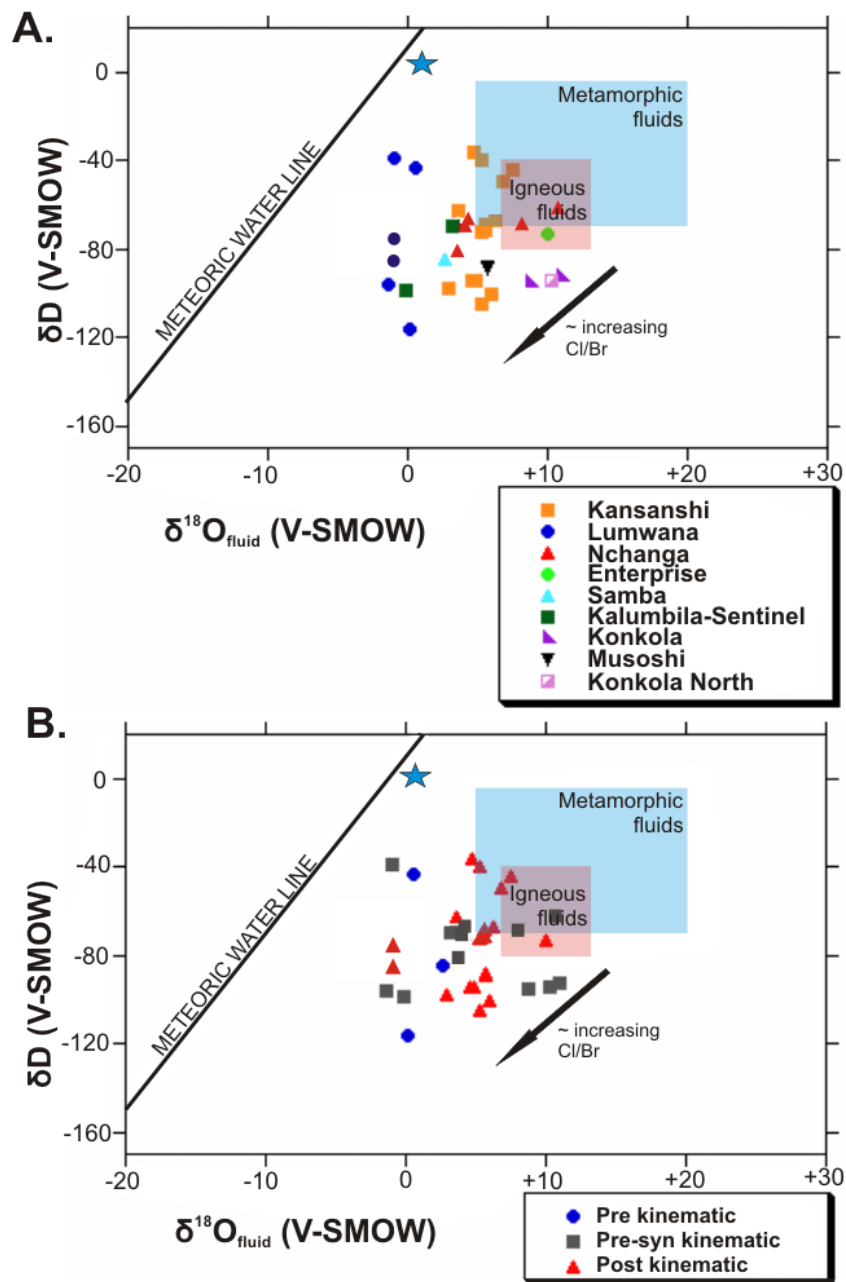 A.
0
-40
-80
-120
-160
δD (V-SMOW)
METEORIC WATER LINE
Metamorphic
fluids
Igneous
fluids
~ increasing
Cl/Br
-20
-10
0
+10
+20
+30
δ¹⁸O_fluid (V-SMOW)
Kansanshi
Lumwana
Nchanga
Enterprise
Samba
Kalumbila-Sentinel
Konkola
Musoshi
Konkola North
B.
0
-40
-80
-120
-160
δD (V-SMOW)
METEORIC WATER LINE
Metamorphic
fluids
Igneous
fluids
~ increasing
Cl/Br
-20
-10
0
+10
+20
+30
δ¹⁸O_fluid (V-SMOW)
Pre kinematic
Pre-syn kinematic
Post kinematic